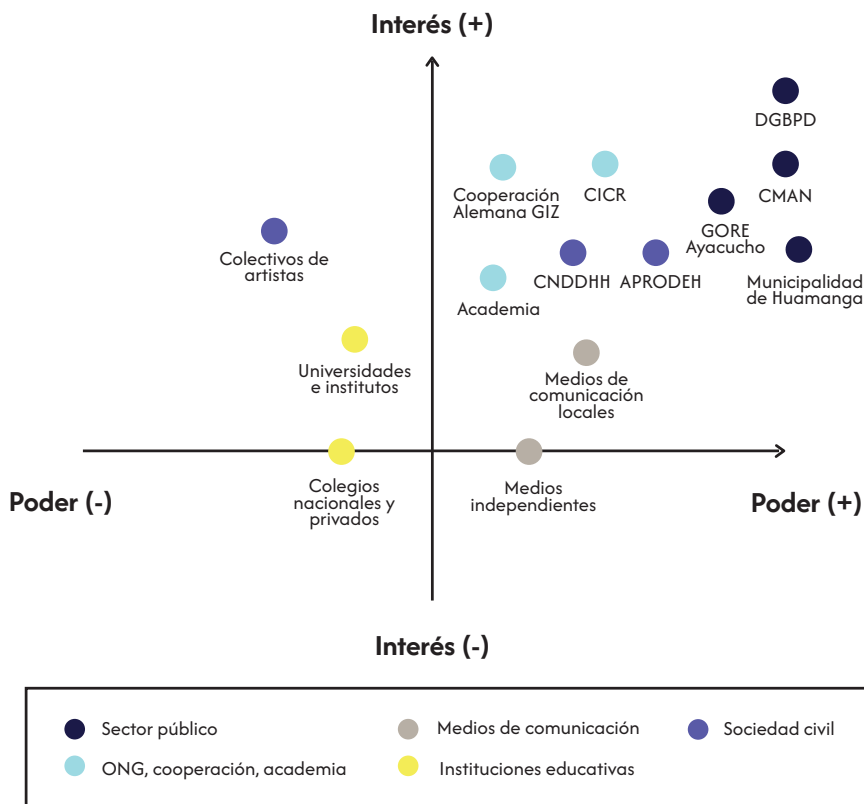 Interés (+)
DGBPD
Cooperación
Alemana GIZ
CICR
CMAN
GORE
Ayacucho
Colectivos de
artistas
CNDDHH
APRODEH
Municipalidad
de Huamanga
Academia
Universidades
e institutos
Medios de
comunicación
locales
Poder (-)
Colegios
nacionales y
privados
Medios
independientes
Poder (+)
Interés (-)
Sector público
Medios de comunicación
Sociedad civil
ONG, cooperación, academia
Instituciones educativas